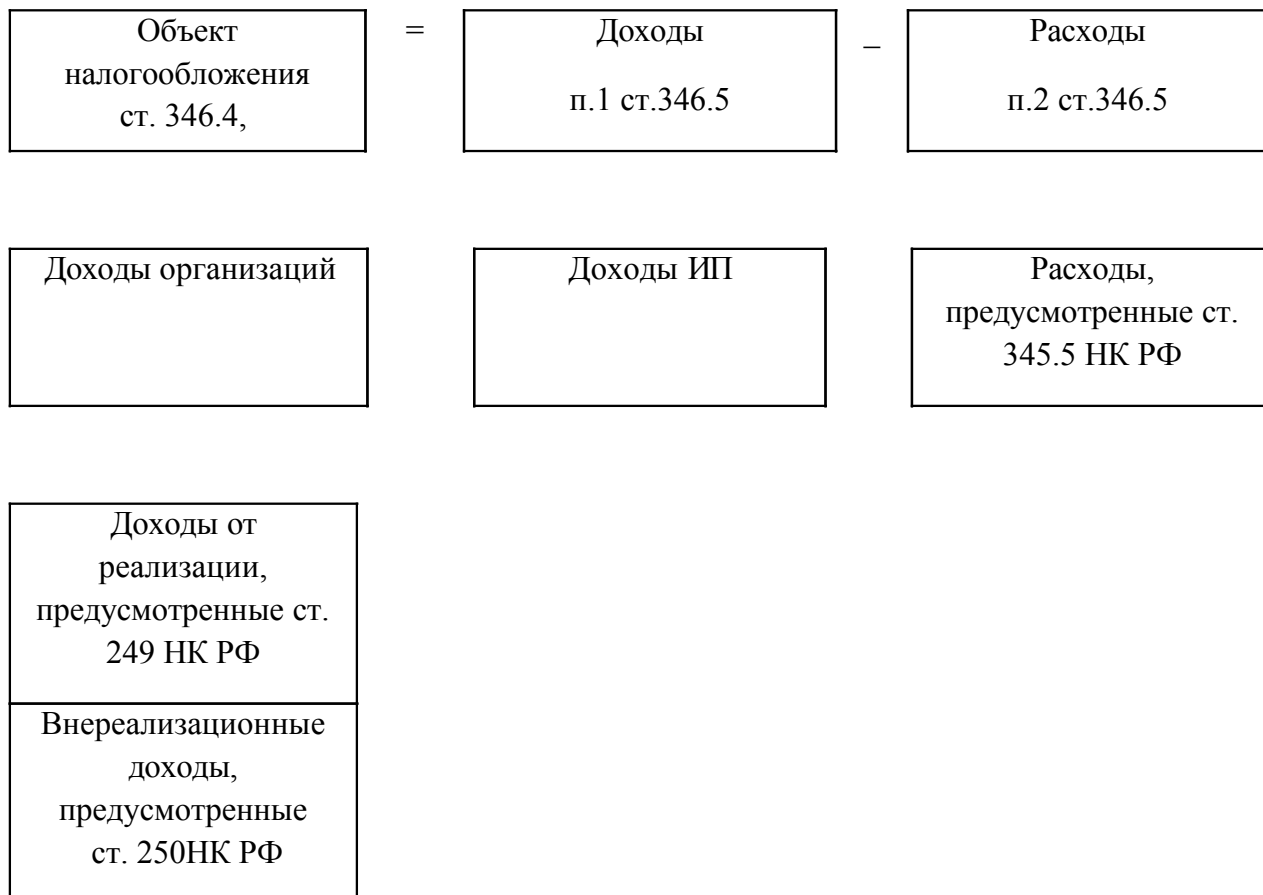 Объект
налогообложения
ст. 346.4,
=
Доходы
п.1 ст.346.5
–
Расходы
п.2 ст.346.5
Доходы организаций
Доходы ИП
Расходы,
предусмотренные ст.
345.5 НК РФ
Доходы от
реализации,
предусмотренные ст.
249 НК РФ
Внереализационные
доходы,
предусмотренные
ст. 250НК РФ